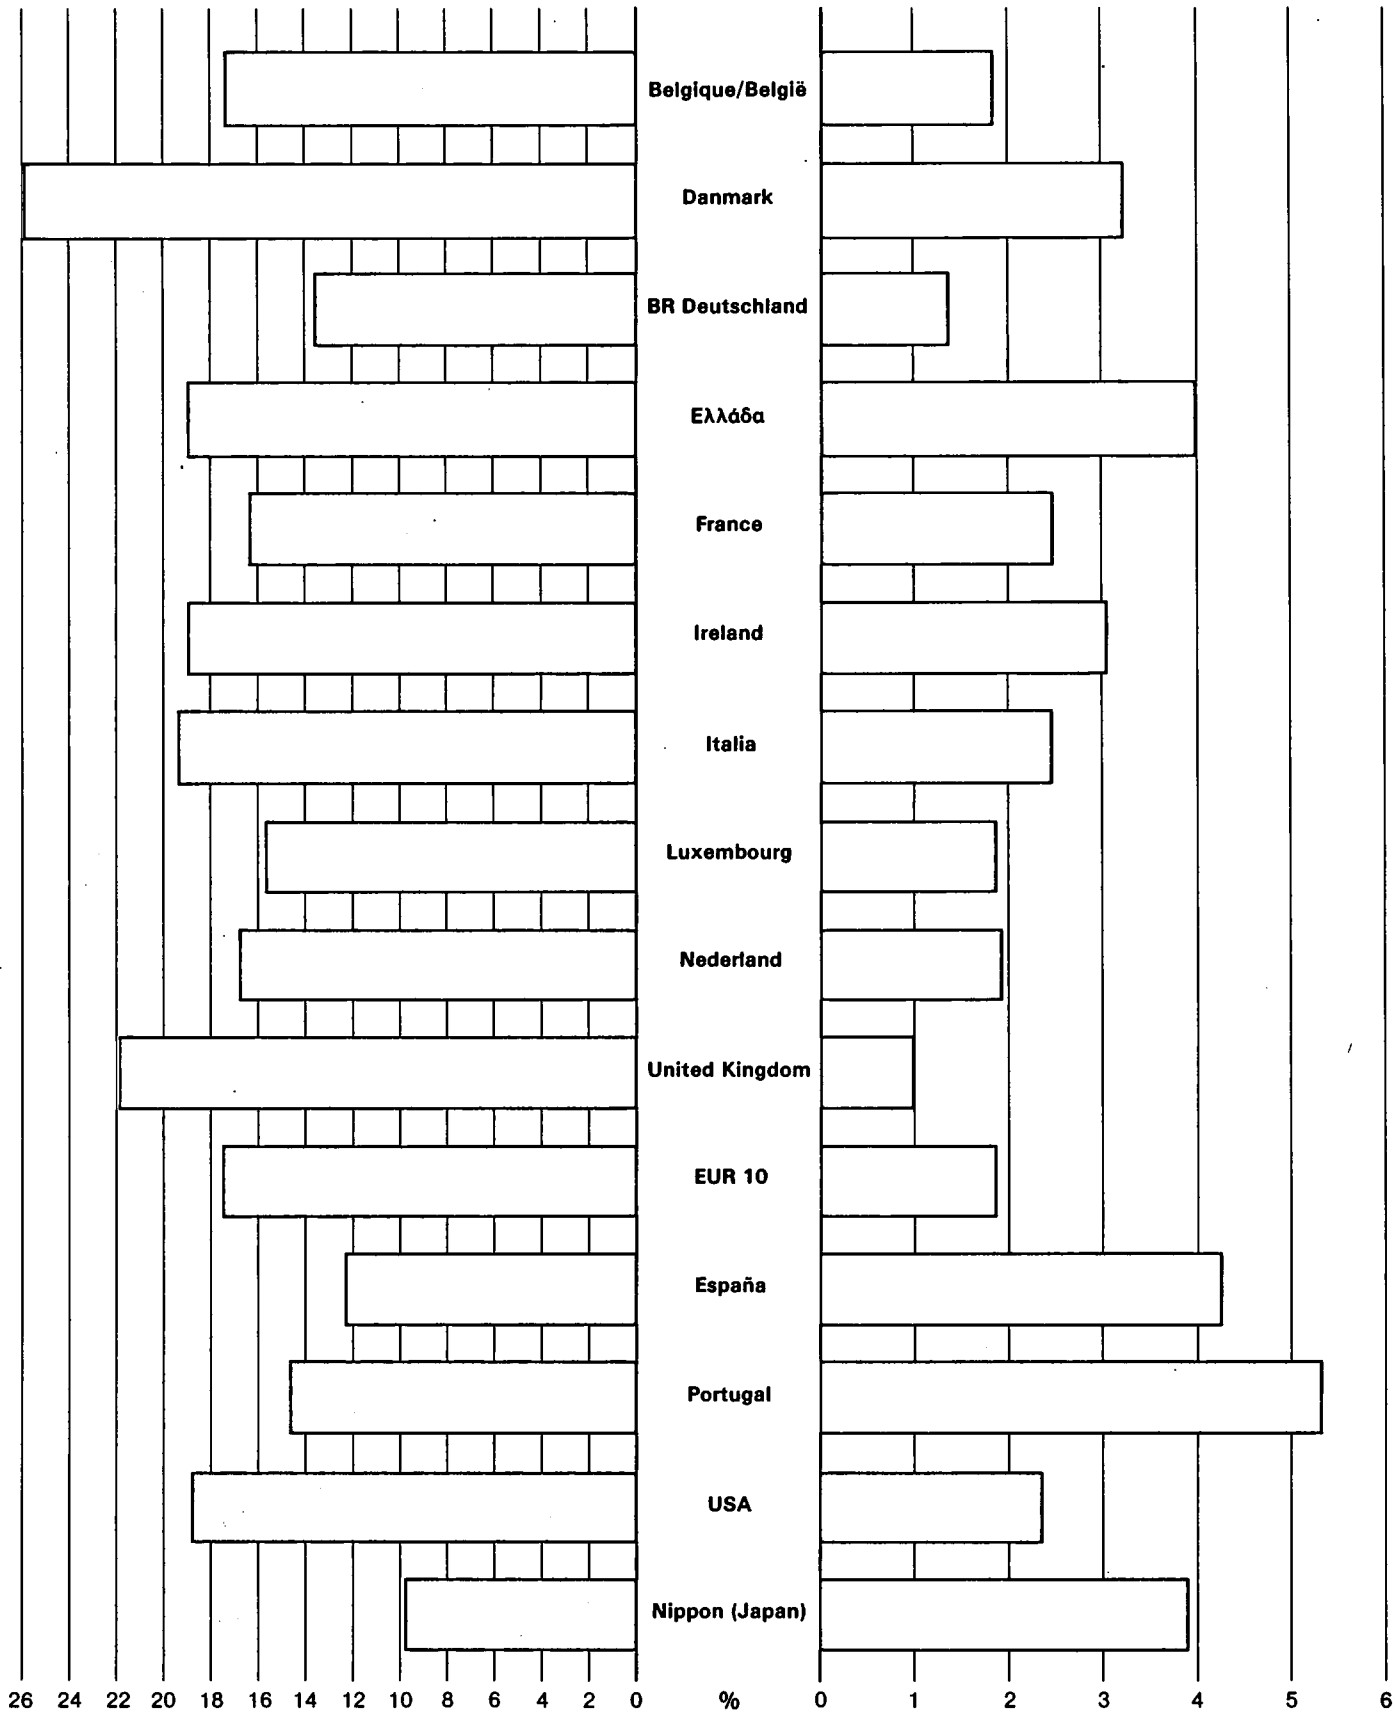 Belgique/België
Danmark
BR Deutschland
Ελλάδα
France
Ireland
Italia
Luxembourg
Nederland
United Kingdom
EUR 10
España
Portugal
USA
Nippon (Japan)
26 24 22 20 18 16 14 12 10 8 6 4 2 0 % 0 1 2 3 4 5 6